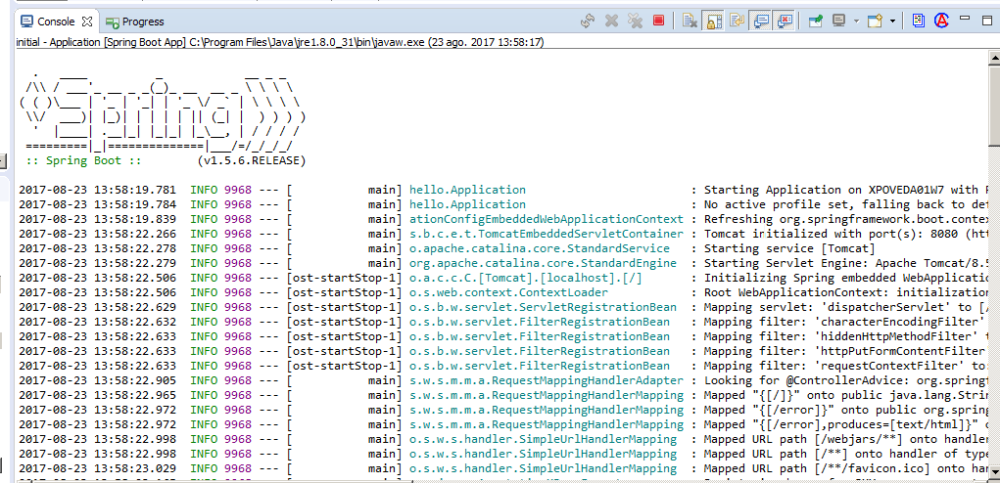 Console Progress
initial - Application [Spring Boot App] C:\Program Files\Java\jre1.8.0_31\bin\javaw.exe (23 ago. 2017 13:58:17)
Spring
:: Spring Boot :: (v1.5.6.RELEASE)
2017-08-23 13:58:19.781 INFO 9968 --- [ main] hello.Application : Starting Application on XPOVEDA01W7 with
2017-08-23 13:58:19.784 INFO 9968 --- [ main] hello.Application : No active profile set, falling back to def
2017-08-23 13:58:19.839 INFO 9968 --- [ main] ationConfigEmbeddedWebApplicationContext : Refreshing org.springframework.boot.contex
2017-08-23 13:58:22.266 INFO 9968 --- [ main] s.b.c.e.t.TomcatEmbeddedServletContainer : Tomcat initialized with port(s): 8080 (htt
2017-08-23 13:58:22.278 INFO 9968 --- [ main] o.apache.catalina.core.StandardService : Starting service [Tomcat]
2017-08-23 13:58:22.279 INFO 9968 --- [ main] org.apache.catalina.core.StandardEngine : Starting Servlet Engine: Apache Tomcat/8.5
2017-08-23 13:58:22.506 INFO 9968 --- [ost-startStop-1] o.a.c.c.C.[Tomcat].[localhost].[/] : Initializing Spring embedded WebApplicatio
2017-08-23 13:58:22.506 INFO 9968 --- [ost-startStop-1] o.s.web.context.ContextLoader : Root WebApplicationContext: initialization
2017-08-23 13:58:22.629 INFO 9968 --- [ost-startStop-1] o.s.b.w.servlet.ServletRegistrationBean : Mapping servlet: 'dispatcherServlet' to [/
2017-08-23 13:58:22.632 INFO 9968 --- [ost-startStop-1] o.s.b.w.servlet.FilterRegistrationBean : Mapping filter: 'characterEncodingFilter'
2017-08-23 13:58:22.633 INFO 9968 --- [ost-startStop-1] o.s.b.w.servlet.FilterRegistrationBean : Mapping filter: 'hiddenHttpMethodFilter' t
2017-08-23 13:58:22.633 INFO 9968 --- [ost-startStop-1] o.s.b.w.servlet.FilterRegistrationBean : Mapping filter: 'httpPutFormContentFilter
2017-08-23 13:58:22.633 INFO 9968 --- [ost-startStop-1] o.s.b.w.servlet.FilterRegistrationBean : Mapping filter: 'requestContextFilter' to:
2017-08-23 13:58:22.905 INFO 9968 --- [ main] s.w.s.m.m.a.RequestMappingHandlerAdapter : Looking for @ControllerAdvice: org.springf
2017-08-23 13:58:22.965 INFO 9968 --- [ main] s.w.s.m.m.a.RequestMappingHandlerMapping : Mapped "{[/]}" onto public java.lang.Strin
2017-08-23 13:58:22.972 INFO 9968 --- [ main] s.w.s.m.m.a.RequestMappingHandlerMapping : Mapped "{[/error]}" onto public org.spring
2017-08-23 13:58:22.972 INFO 9968 --- [ main] s.w.s.m.m.a.RequestMappingHandlerMapping : Mapped "{[/error],produces=[text/html]}" o
2017-08-23 13:58:22.998 INFO 9968 --- [ main] o.s.w.s.handler.SimpleUrlHandlerMapping : Mapped URL path [/webjars/**] onto handler
2017-08-23 13:58:22.998 INFO 9968 --- [ main] o.s.w.s.handler.SimpleUrlHandlerMapping : Mapped URL path [/**] onto handler of type
2017-08-23 13:58:23.029 INFO 9968 --- [ main] o.s.w.s.handler.SimpleUrlHandlerMapping : Mapped URL path [/**/favicon.ico] onto han